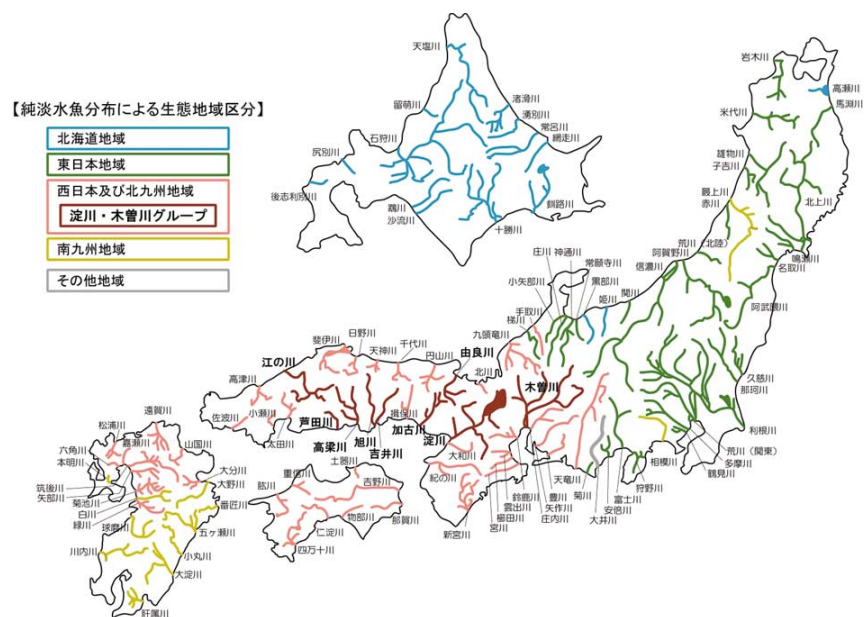 【純淡水魚分布による生態地域区分】
北海道地域
東日本地域
西日本及び北九州地域
淀川・木曽川グループ
南九州地域
その他地域
天塩川
留萌川
石狩川
尻別川
後志利別川
鵡川
沙流川
渚滑川
湧別川
常呂川
網走川
釧路川
十勝川
岩木川
高瀬川
馬淵川
米代川
雄物川
子吉川
最上川
赤川
北上川
荒川(北陸)
阿賀野川
信濃川
鳴瀬川
名取川
阿武隈川
関川
姫川
黒部川
常願寺川
神通川
庄川
小矢部川
手取川
梯川
九頭竜川
北川
由良川
木曽川
久慈川
那珂川
利根川
荒川(関東)
多摩川
鶴見川
相模川
狩野川
富士川
安倍川
大井川
菊川
天竜川
豊川
矢作川
庄内川
鈴鹿川
雲出川
櫛田川
宮川
新宮川
紀の川
大和川
淀川
加古川
揖保川
円山川
千代川
天神川
日野川
斐伊川
江の川
高津川
佐波川
小瀬川
太田川
芦田川
高梁川
旭川
吉井川
土器川
重信川
肱川
吉野川
那賀川
物部川
仁淀川
四万十川
遠賀川
松浦川
六角川
嘉瀬川
本明川
山国川
筑後川
矢部川
菊池川
白川
緑川
球磨川
川内川
大分川
大野川
番匠川
五ヶ瀬川
小丸川
大淀川
肝属川